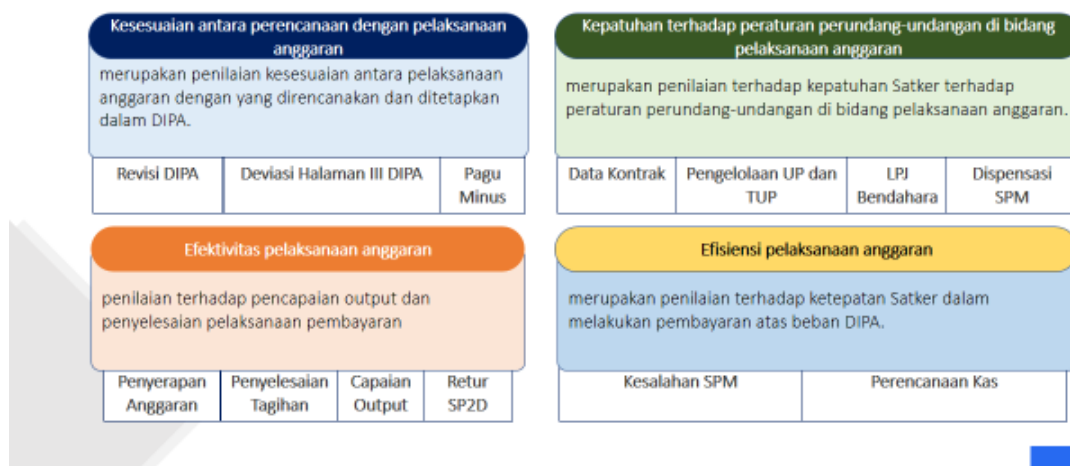 Kesesuaian antara perencanaan dengan pelaksanaan
anggaran
merupakan penilaian kesesuaian antara pelaksanaan
anggaran dengan yang direncanakan dan ditetapkan
dalam DIPA.
Revisi DIPA
Deviasi Halaman III DIPA
Pagu
Minus
Kepatuhan terhadap peraturan perundang-undangan di bidang
pelaksanaan anggaran
merupakan penilaian terhadap kepatuhan Satker terhadap
peraturan perundang-undangan di bidang pelaksanaan anggaran.
Data Kontrak
Pengelolaan UP dan
TUP
LPJ
Bendahara
Dispensasi
SPM
Efektivitas pelaksanaan anggaran
penilaian terhadap pencapaian output dan
penyelesaian pelaksanaan pembayaran
Penyerapan
Anggaran
Penyelesaian
Tagihan
Capaian
Output
Retur
SP2D
Efisiensi pelaksanaan anggaran
merupakan penilaian terhadap ketepatan Satker dalam
melakukan pembayaran atas beban DIPA.
Kesalahan SPM
Perencanaan Kas